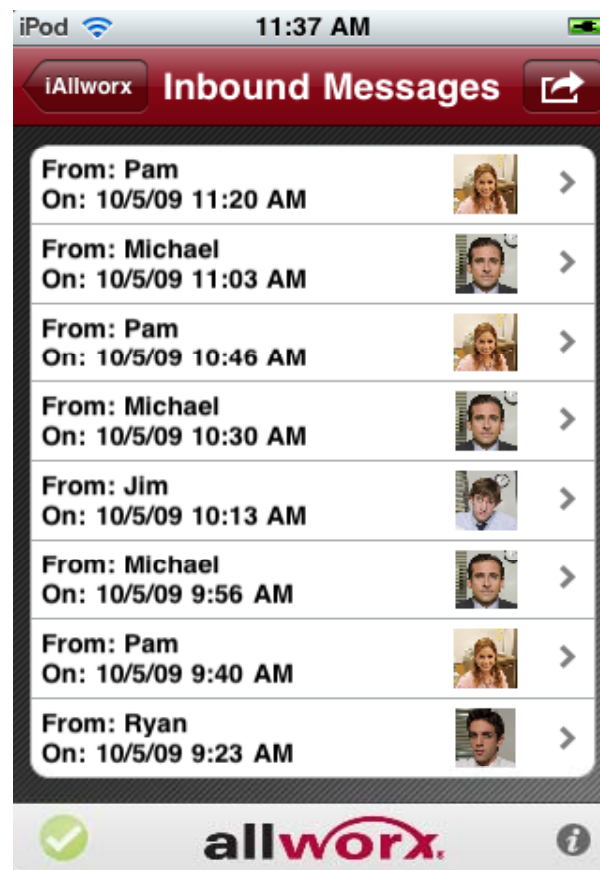 iPod 11:37 AM
iAllworx Inbound Messages
From: Pam
On: 10/5/09 11:20 AM
From: Michael
On: 10/5/09 11:03 AM
From: Pam
On: 10/5/09 10:46 AM
From: Michael
On: 10/5/09 10:30 AM
From: Jim
On: 10/5/09 10:13 AM
From: Michael
On: 10/5/09 9:56 AM
From: Pam
On: 10/5/09 9:40 AM
From: Ryan
On: 10/5/09 9:23 AM
allworx